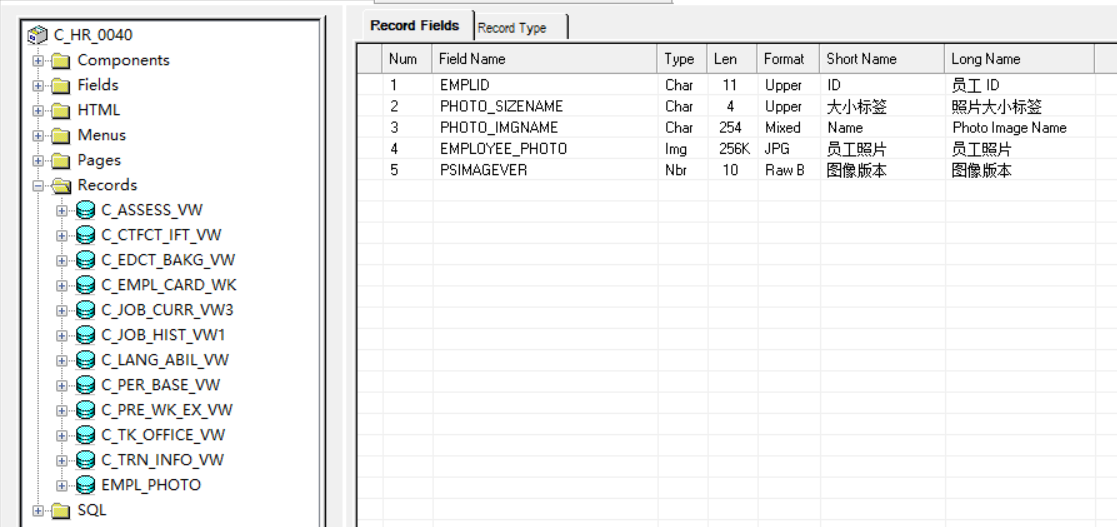 C_HR_0040
Components
Fields
HTML
Menus
Pages
Records
C_ASSESS_VW
C_CTFCT_IFT_VW
C_EDCT_BAKG_VW
C_EMPL_CARD_WK
C_JOB_CURR_VW3
C_JOB_HIST_VW1
C_LANG_ABIL_VW
C_PER_BASE_VW
C_PRE_WK_EX_VW
C_TK_OFFICE_VW
C_TRN_INFO_VW
EMPL_PHOTO
SQL
Record Fields Record Type
Num Field Name Type Len Format Short Name Long Name
1 EMPLID Char 11 Upper ID 员工 ID
2 PHOTO_SIZENAME Char 4 Upper 大小标签 照片大小标签
3 PHOTO_IMGNAME Char 254 Mixed Name Photo Image Name
4 EMPLOYEE_PHOTO Img 256K JPG 员工照片 员工照片
5 PSIMAGEVER Nbr 10 Raw B 图像版本 图像版本